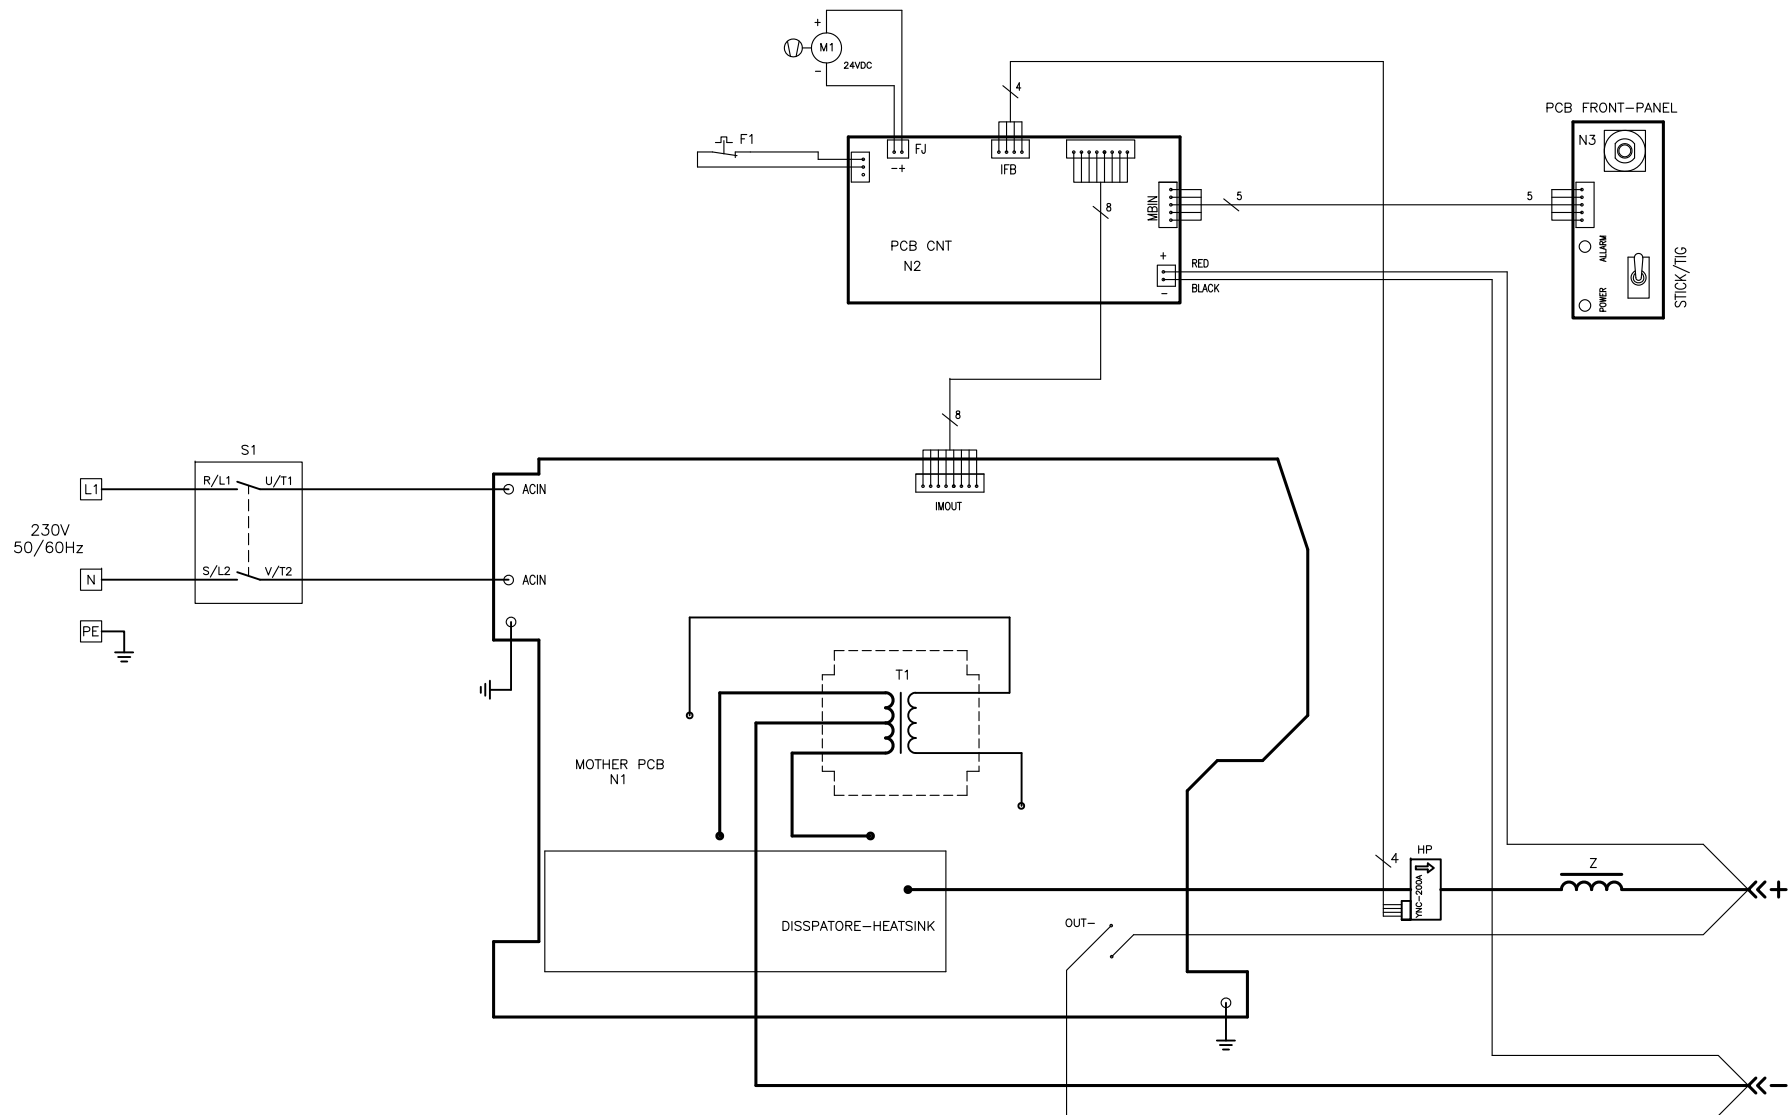 +
M1
24VDC
−
4
PCB FRONT−PANEL
F1
FJ
−+
IFB
N3
8
MBIN
5
5
PCB CNT
N2
+
RED
BLACK
−
ALLARM
POWER
STICK/TIG
8
S1
L1
R/L1
U/T1
ACIN
IMOUT
230V
50/60Hz
N
S/L2
V/T2
ACIN
PE
T1
MOTHER PCB
N1
HP
4
YNC−200A
Z
+
DISSPATORE−HEATSINK
OUT−
−